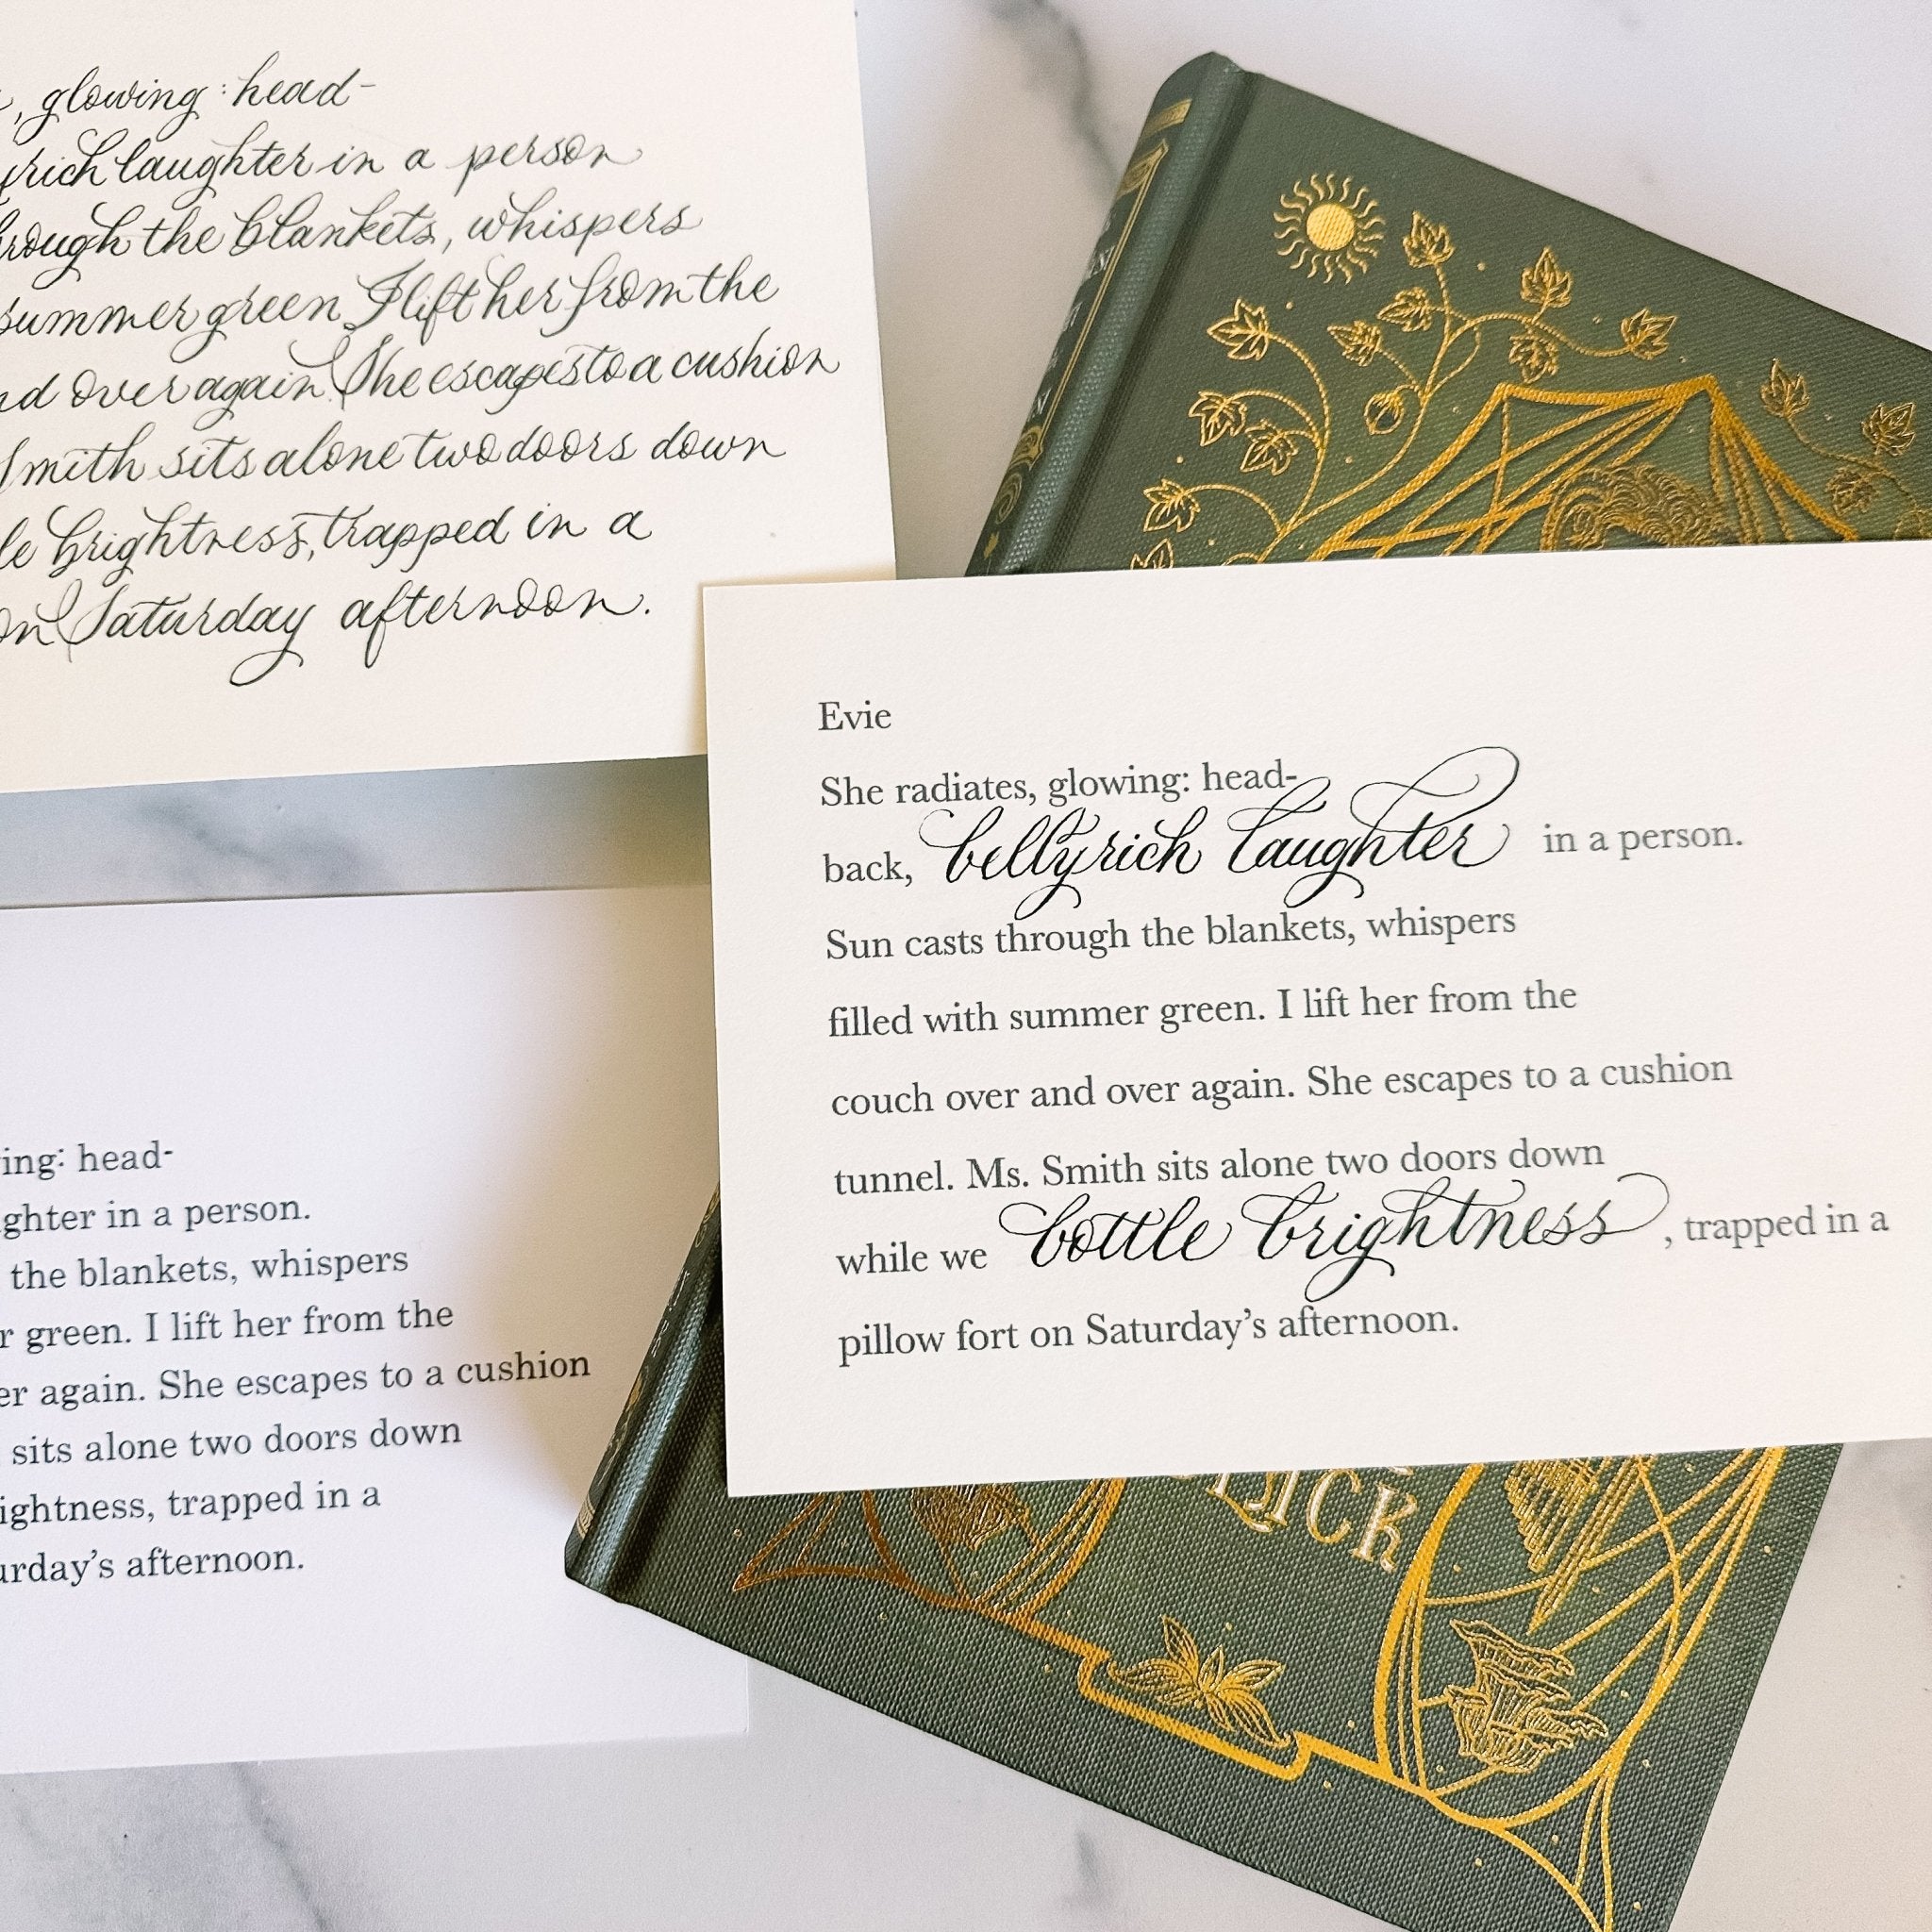 , glowing: head-
rich laughter in a person
through the blankets, whispers
summer green. I lift her from the
over again. She escapes to a cushion
Smith sits alone two doors down
brightness, trapped in a
on Saturday afternoon.
Evie
She radiates, glowing: head-
back, bellyrich laughter in a person.
Sun casts through the blankets, whispers
filled with summer green. I lift her from the
couch over and over again. She escapes to a cushion
tunnel. Ms. Smith sits alone two doors down
while we bottle brightness, trapped in a
pillow fort on Saturday's afternoon.
ing: head-
ghter in a person.
the blankets, whispers
r green. I lift her from the
er again. She escapes to a cushion
sits alone two doors down
ightness, trapped in a
urday's afternoon.